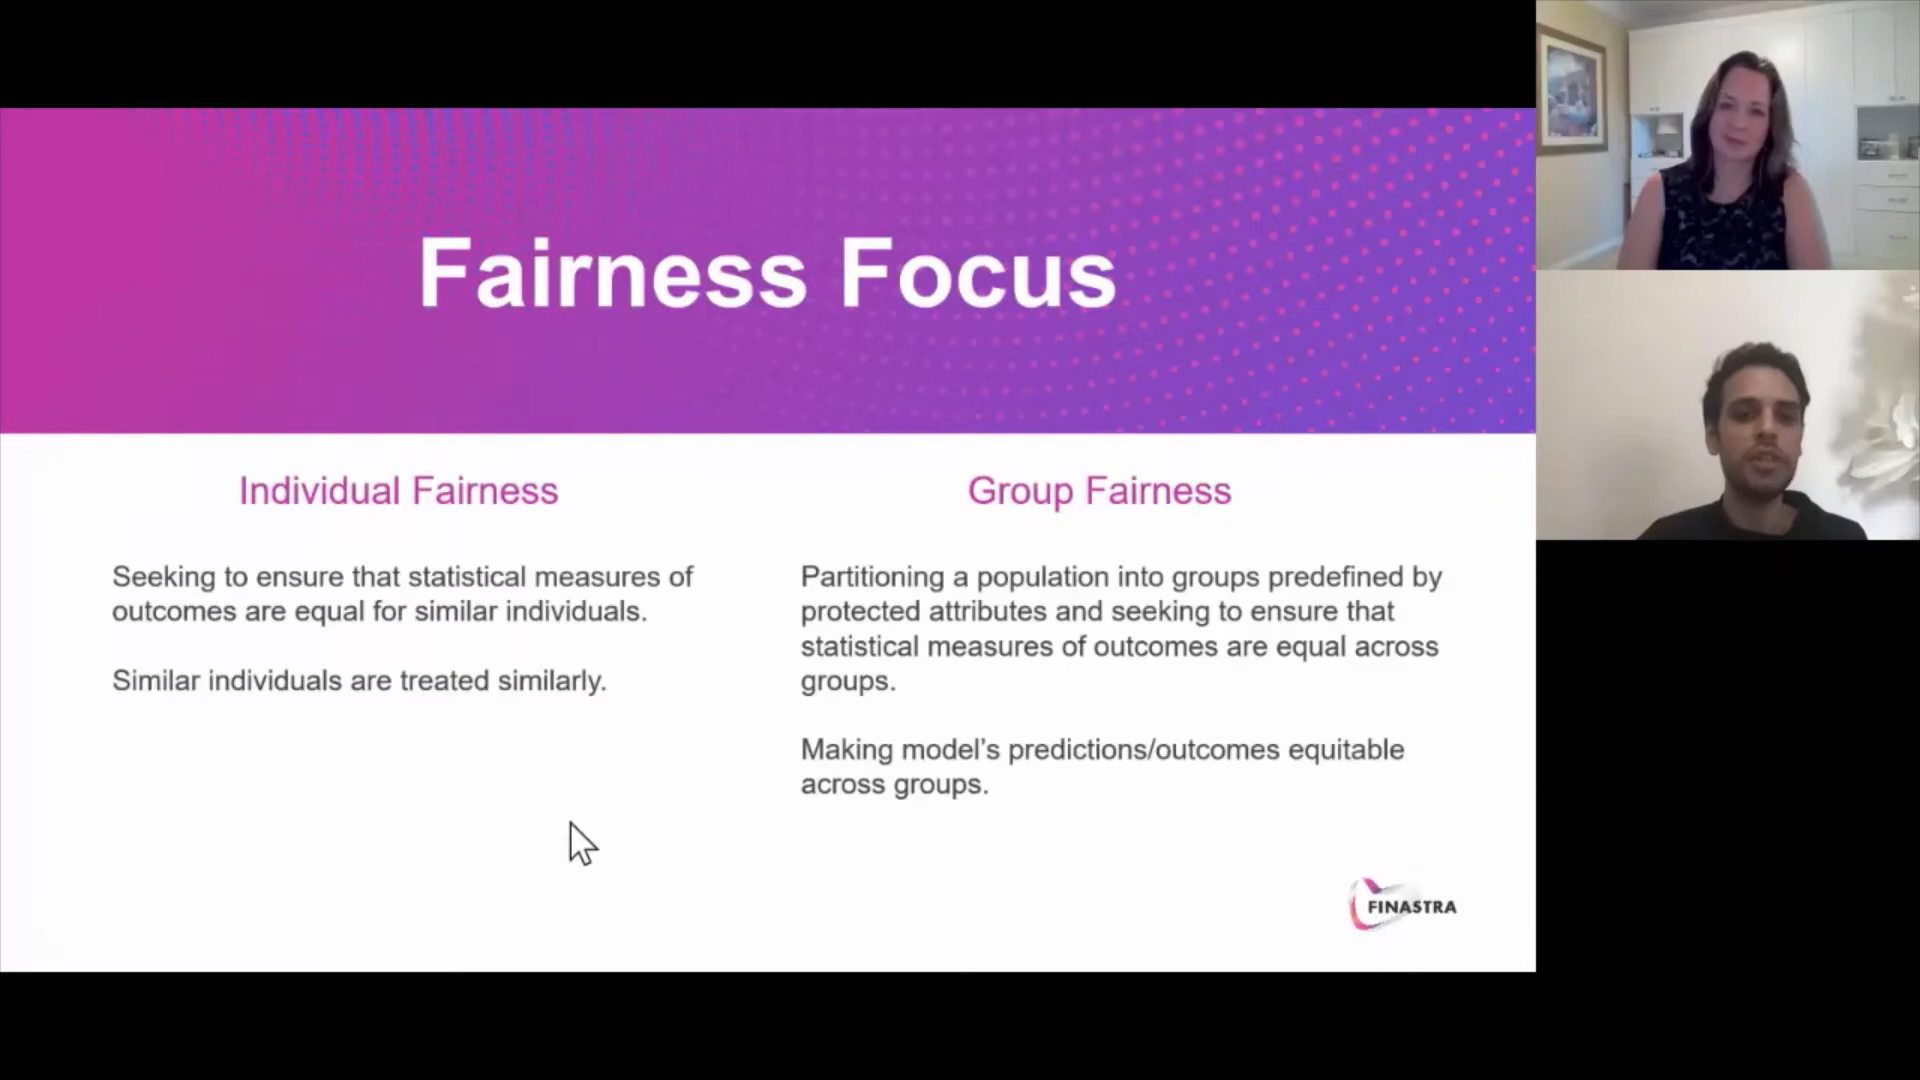 Fairness Focus
Individual Fairness
Seeking to ensure that statistical measures of
outcomes are equal for similar individuals.
Similar individuals are treated similarly.
Group Fairness
Partitioning a population into groups predefined by
protected attributes and seeking to ensure that
statistical measures of outcomes are equal across
groups.
Making model’s predictions/outcomes equitable
across groups.
FINASTRA